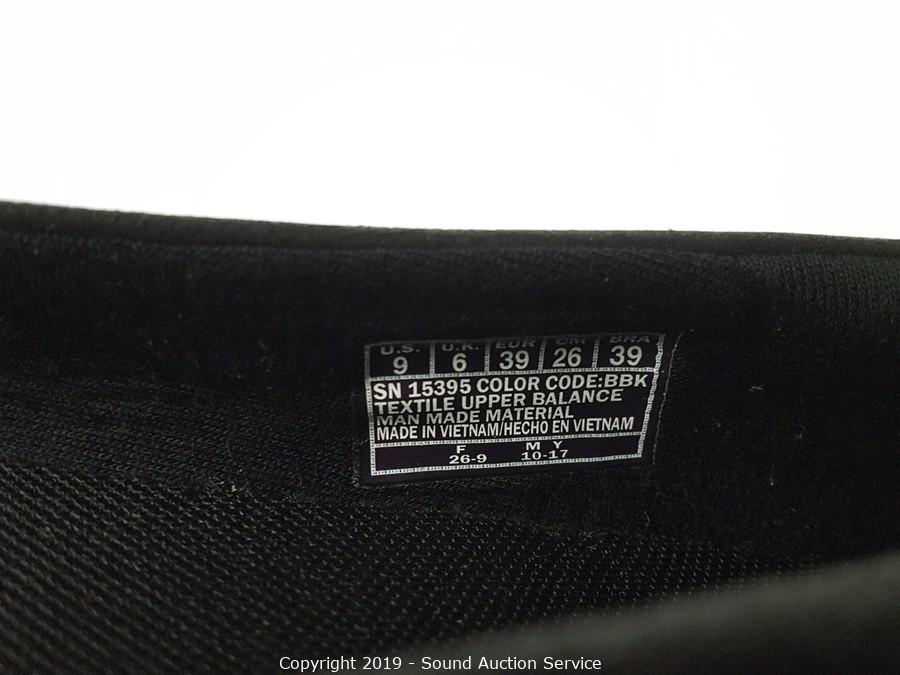 U.S. U.K. EUR CM BRA
9 6 39 26 39
SN 15395 COLOR CODE:BBK
TEXTILE UPPER BALANCE
MAN MADE MATERIAL
MADE IN VIETNAM/HECHO EN VIETNAM
F M Y
26-9 10-17
Copyright 2019 - Sound Auction Service